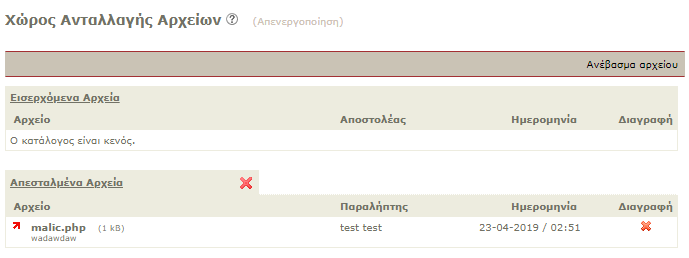 Χώρος Ανταλλαγής Αρχείων ? (Απενεργοποίηση)
Ανέβασμα αρχείου
Εισερχόμενα Αρχεία
Αρχείο Αποστολέας Ημερομηνία Διαγραφή
Ο κατάλογος είναι κενός.
Απεσταλμένα Αρχεία
Αρχείο Παραλήπτης Ημερομηνία Διαγραφή
malic.php (1 kB) test test 23-04-2019 / 02:51
wadawdaw